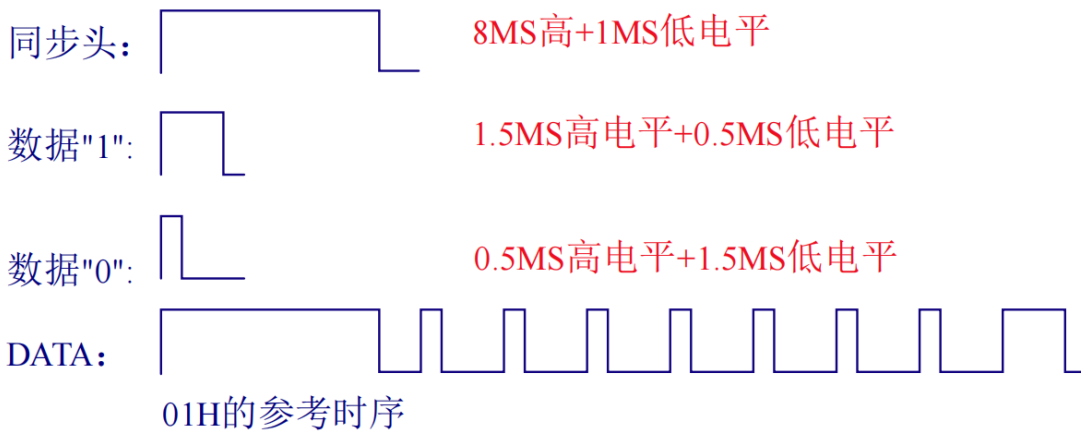 同步头： 8MS高+1MS低电平
数据"1": 1.5MS高电平+0.5MS低电平
数据"0": 0.5MS高电平+1.5MS低电平
DATA：
01H的参考时序